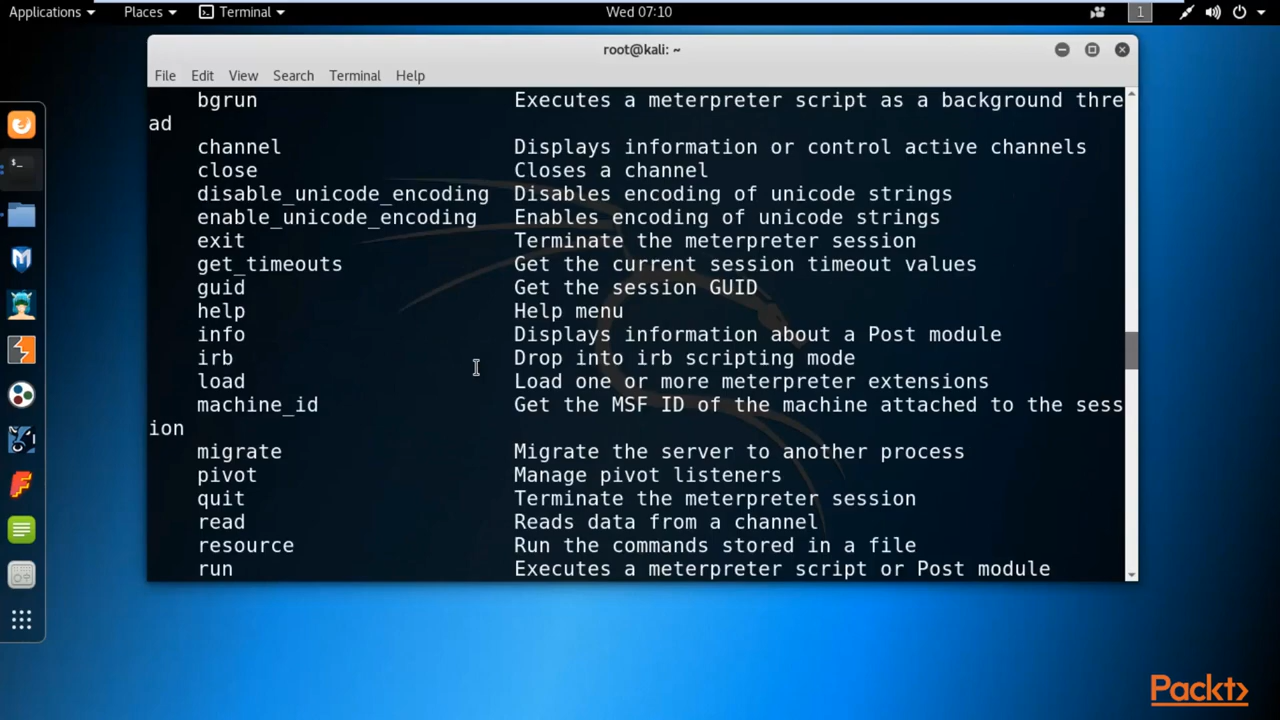 Applications Places Terminal Wed 07:10 1
root@kali: ~
File Edit View Search Terminal Help
bgrun Executes a meterpreter script as a background thre
ad
channel Displays information or control active channels
close Closes a channel
disable_unicode_encoding Disables encoding of unicode strings
enable_unicode_encoding Enables encoding of unicode strings
exit Terminate the meterpreter session
get_timeouts Get the current session timeout values
guid Get the session GUID
help Help menu
info Displays information about a Post module
irb Drop into irb scripting mode
load Load one or more meterpreter extensions
machine_id Get the MSF ID of the machine attached to the sess
ion
migrate Migrate the server to another process
pivot Manage pivot listeners
quit Terminate the meterpreter session
read Reads data from a channel
resource Run the commands stored in a file
run Executes a meterpreter script or Post module
Packt>